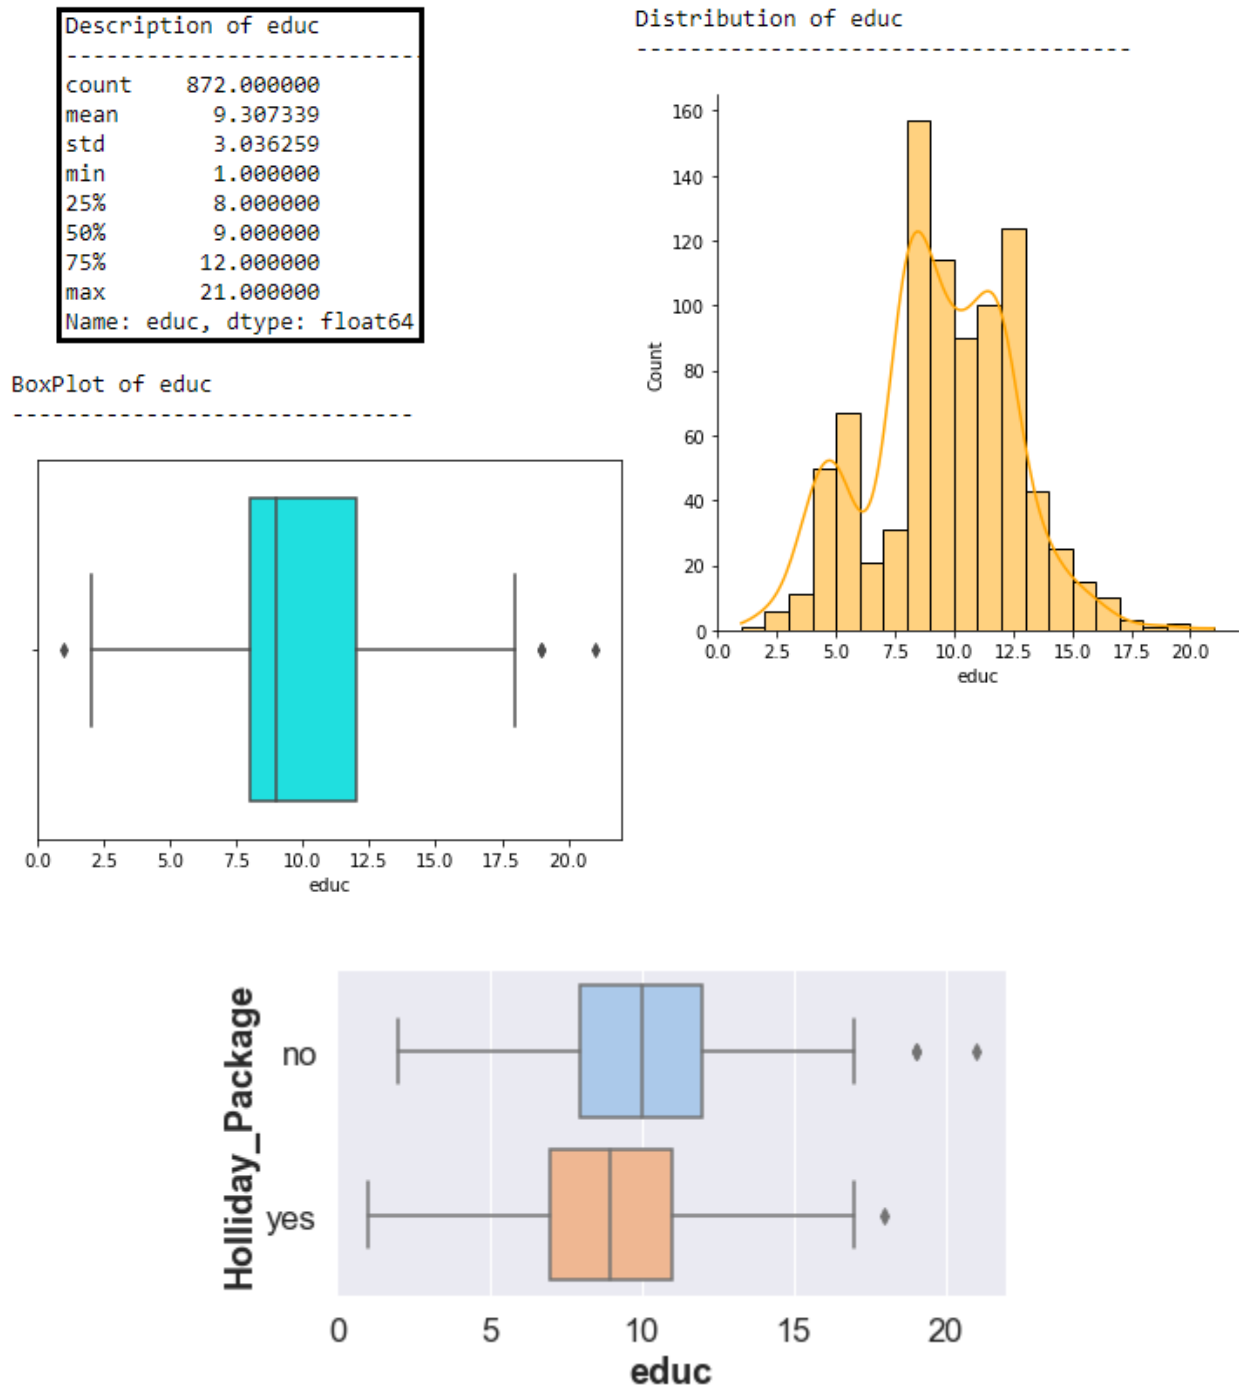 Description of educ
---------------------------
count 872.000000
mean 9.307339
std 3.036259
min 1.000000
25% 8.000000
50% 9.000000
75% 12.000000
max 21.000000
Name: educ, dtype: float64
Distribution of educ
-------------------------------------
160
140
120
100
80
60
40
20
0
Count
0.0 2.5 5.0 7.5 10.0 12.5 15.0 17.5 20.0
educ
BoxPlot of educ
------------------------------
0.0 2.5 5.0 7.5 10.0 12.5 15.0 17.5 20.0
educ
Holliday_Package
no
yes
0 5 10 15 20
educ